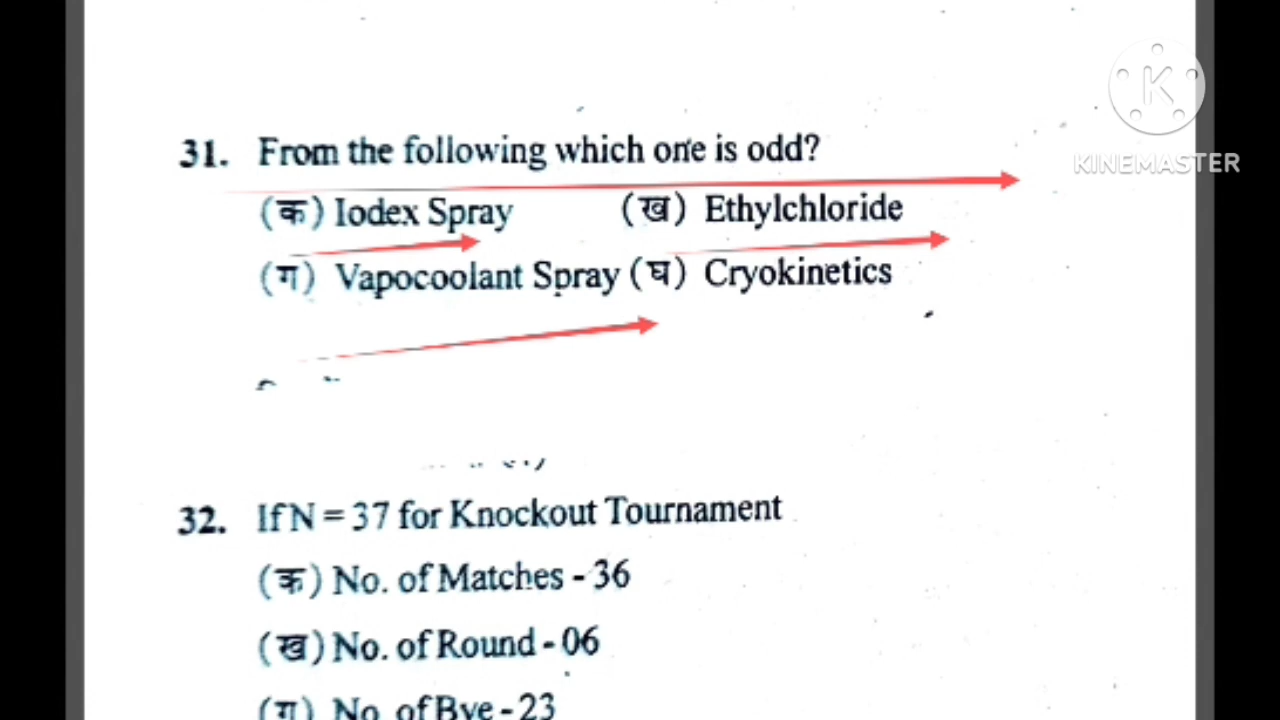 KINEMASTER
31. From the following which one is odd?
(क) Iodex Spray (ख) Ethylchloride
(ग) Vapocoolant Spray (घ) Cryokinetics
32. If N = 37 for Knockout Tournament
(क) No. of Matches - 36
(ख) No. of Round - 06
(ग) No. of Bye - 23